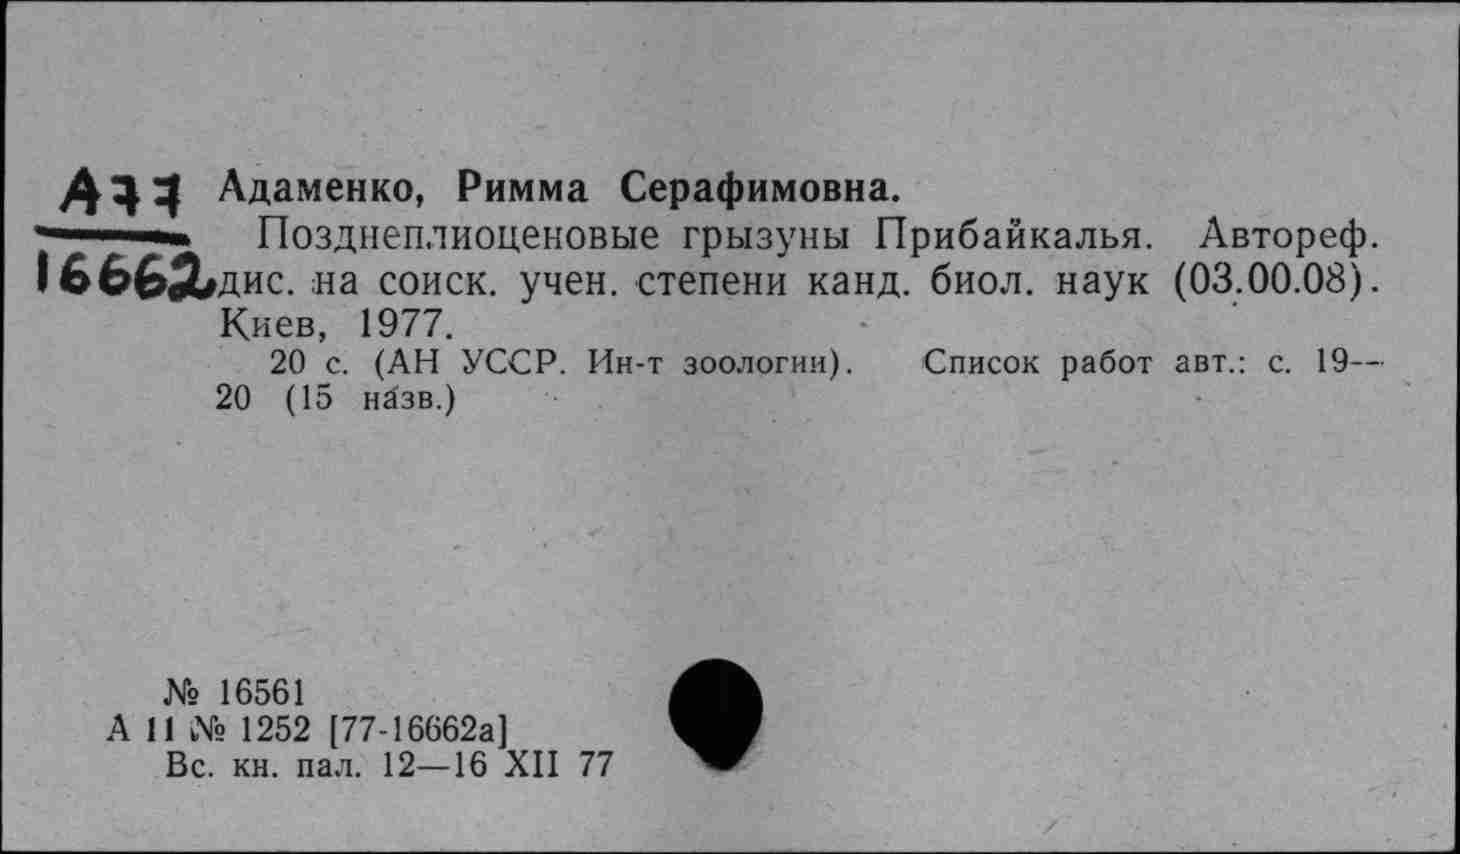 А77 Адаменко, Римма Серафимовна.
Позднеплиоценовые грызуны Прибайкалья. Автореф.
16662 дис. на соиск. учен. степени канд. биол. наук (03.00.08).
Киев, 1977.
20 с. (АН УССР. Ин-т зоологии). Список работ авт.: с. 19—
20 (15 назв.)
№ 16561
А 11 № 1252 [77-16662а]
Вс. кн. пал. 12—16 XII 77